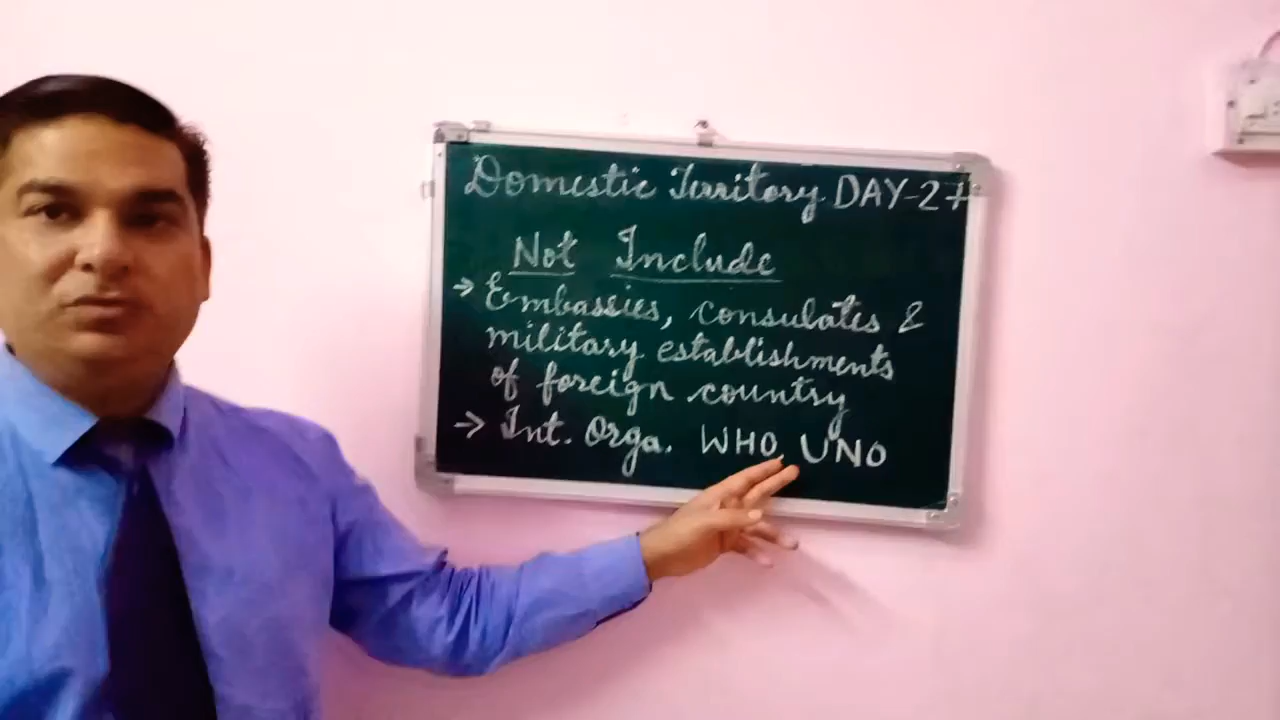 Domestic Territory DAY-27
Not Include
→ Embassies, consulates &
military establishments
of foreign country
→ Int. Orga. WHO, UNO